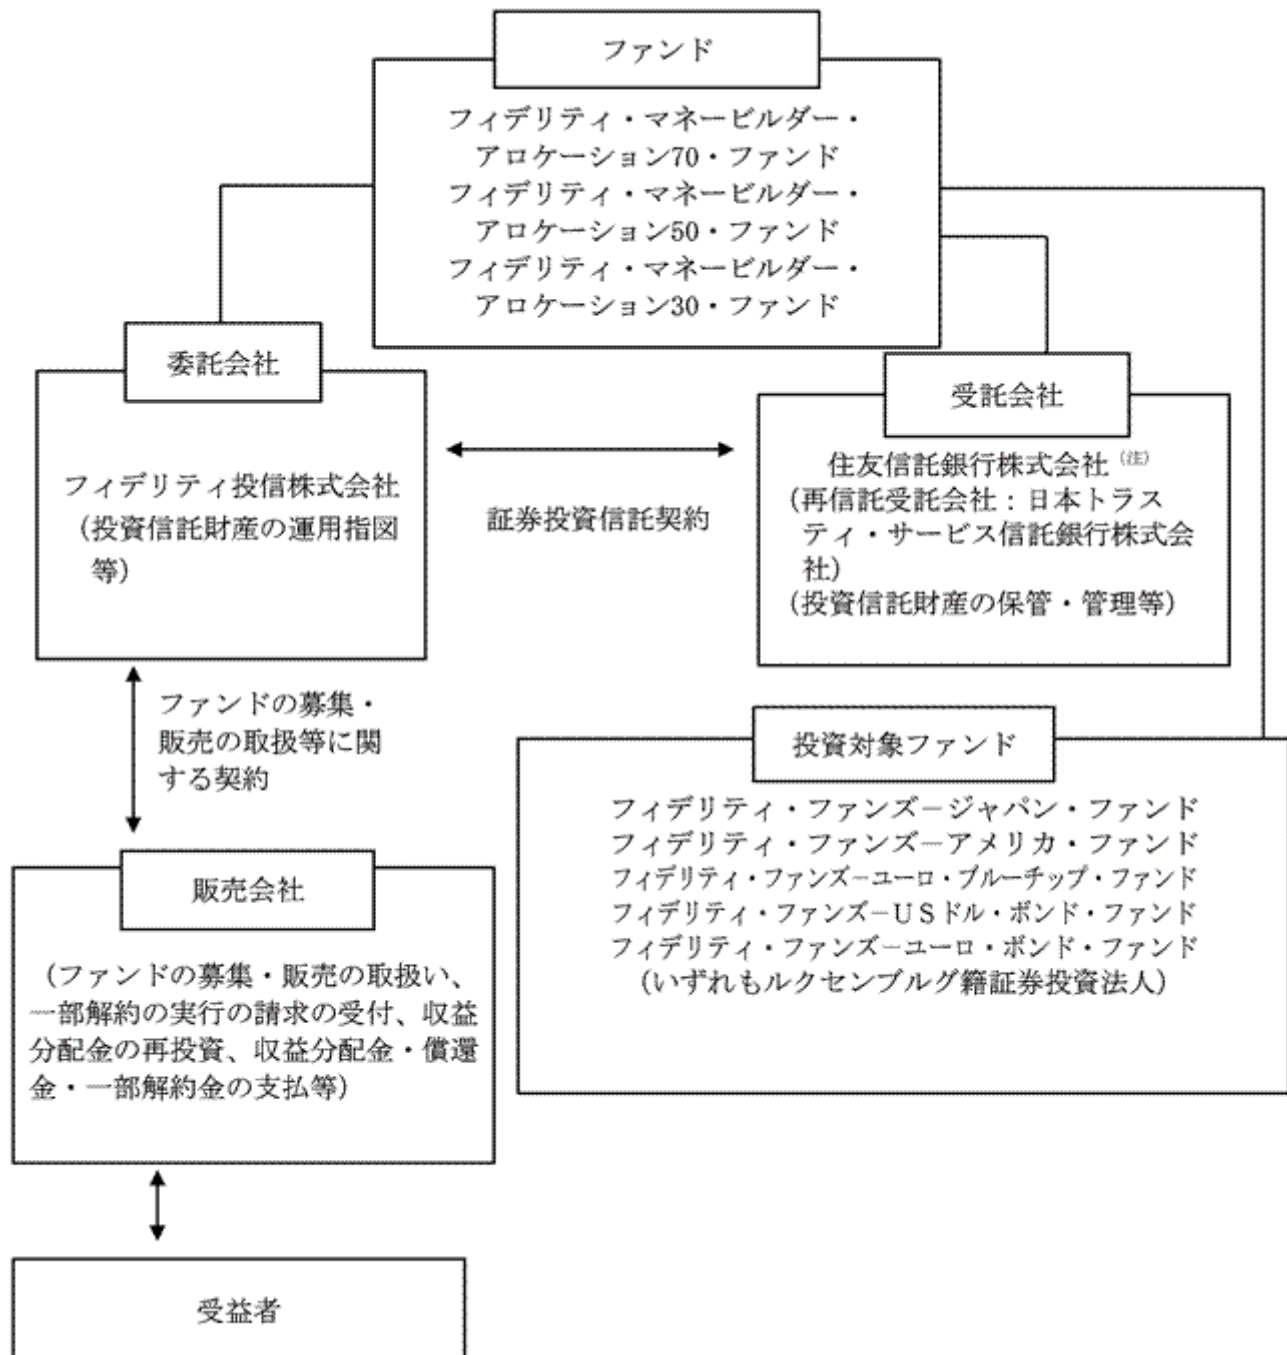 ファンド
フィデリティ・マネービルダー・
アロケーション70・ファンド
フィデリティ・マネービルダー・
アロケーション50・ファンド
フィデリティ・マネービルダー・
アロケーション30・ファンド
委託会社
フィデリティ投信株式会社
(投資信託財産の運用指図
等)
証券投資信託契約
受託会社
住友信託銀行株式会社(注)
(再信託受託会社:日本トラス
ティ・サービス信託銀行株式会
社)
(投資信託財産の保管・管理等)
ファンドの募集・
販売の取扱等に関
する契約
投資対象ファンド
フィデリティ・ファンズ-ジャパン・ファンド
フィデリティ・ファンズ-アメリカ・ファンド
フィデリティ・ファンズ-ユーロ・ブルーチップ・ファンド
フィデリティ・ファンズ-USドル・ボンド・ファンド
フィデリティ・ファンズ-ユーロ・ボンド・ファンド
(いずれもルクセンブルグ籍証券投資法人)
販売会社
(ファンドの募集・販売の取扱い、
一部解約の実行の請求の受付、収益
分配金の再投資、収益分配金・償還
金・一部解約金の支払等)
受益者